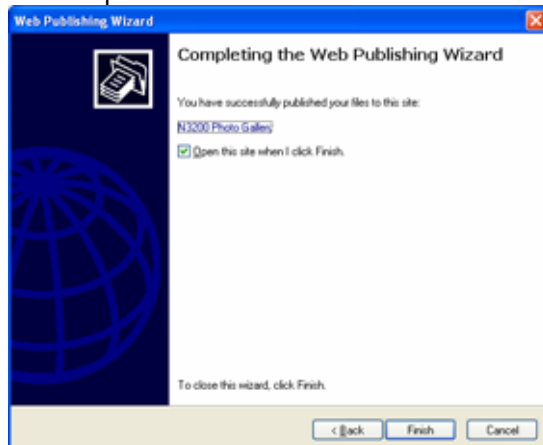 Web Publishing Wizard
Completing the Web Publishing Wizard
You have successfully published your files to this site:
N3200 Photo Gallery
Open this site when I click Finish.
To close this wizard, click Finish.
< Back Finish Cancel